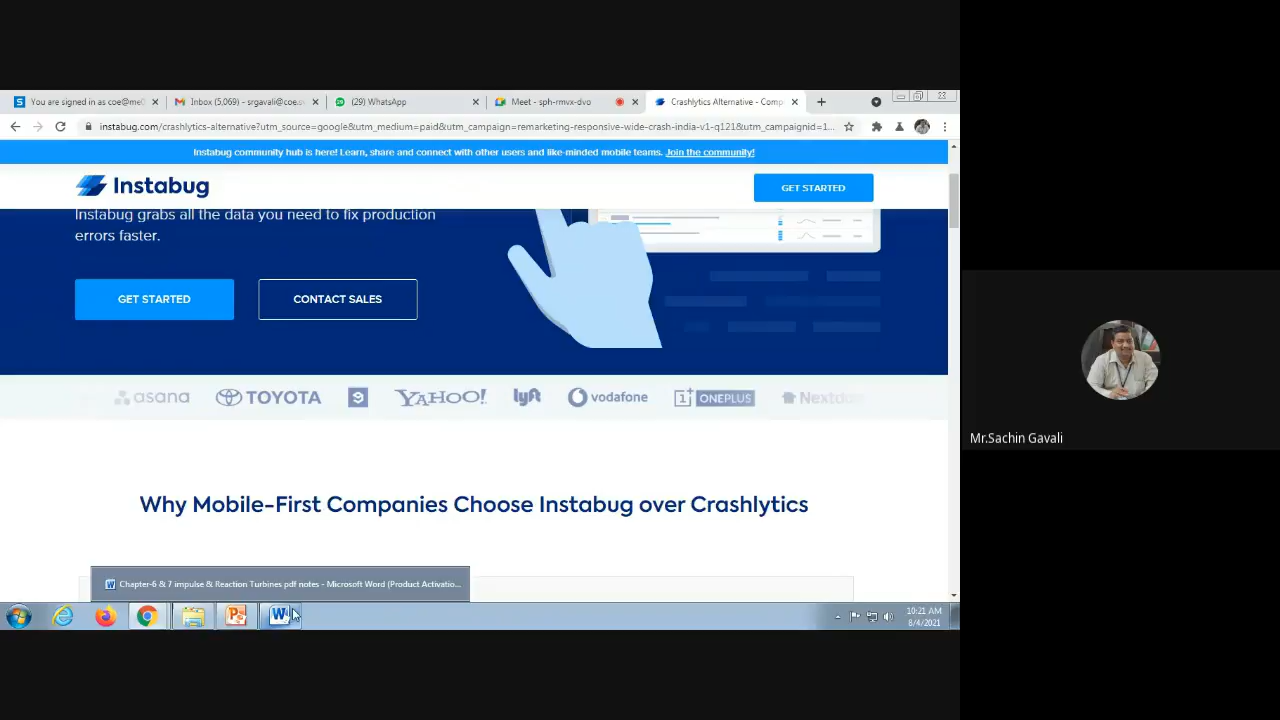 You are signed in as coe@me
Inbox (5,069) - srgavali@coe.s
(29) WhatsApp
Meet - sph-rmvx-dvo
Crashlytics Alternative - Comp
instabug.com/crashlytics-alternative?utm_source=google&utm_medium=paid&utm_campaign=remarketing-responsive-wide-crash-india-v1-q121&utm_campaignid=1...
Instabug community hub is here! Learn, share and connect with other users and like-minded mobile teams. Join the community!
Instabug
GET STARTED
Instabug grabs all the data you need to fix production
errors faster.
GET STARTED
CONTACT SALES
asana TOYOTA 9 YAHOO! lyft vodafone 1+ ONEPLUS Nextdoo
Why Mobile-First Companies Choose Instabug over Crashlytics
Chapter-6 & 7 impulse & Reaction Turbines pdf notes - Microsoft Word (Product Activatio...
10:21 AM
8/4/2021
Mr.Sachin Gavali